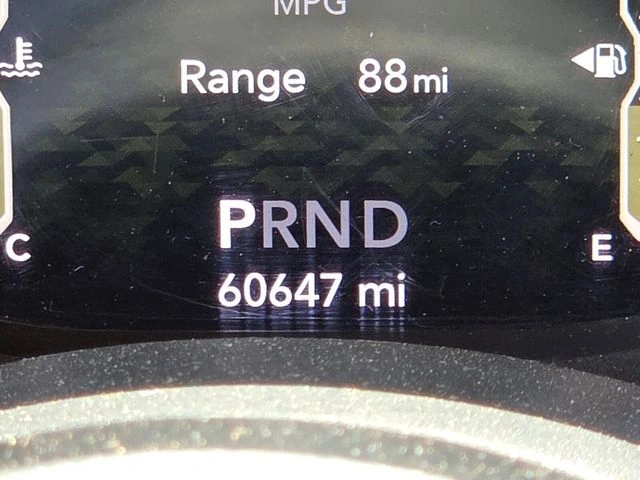 MPG
Range 88 mi
PRND
C E
60647 mi